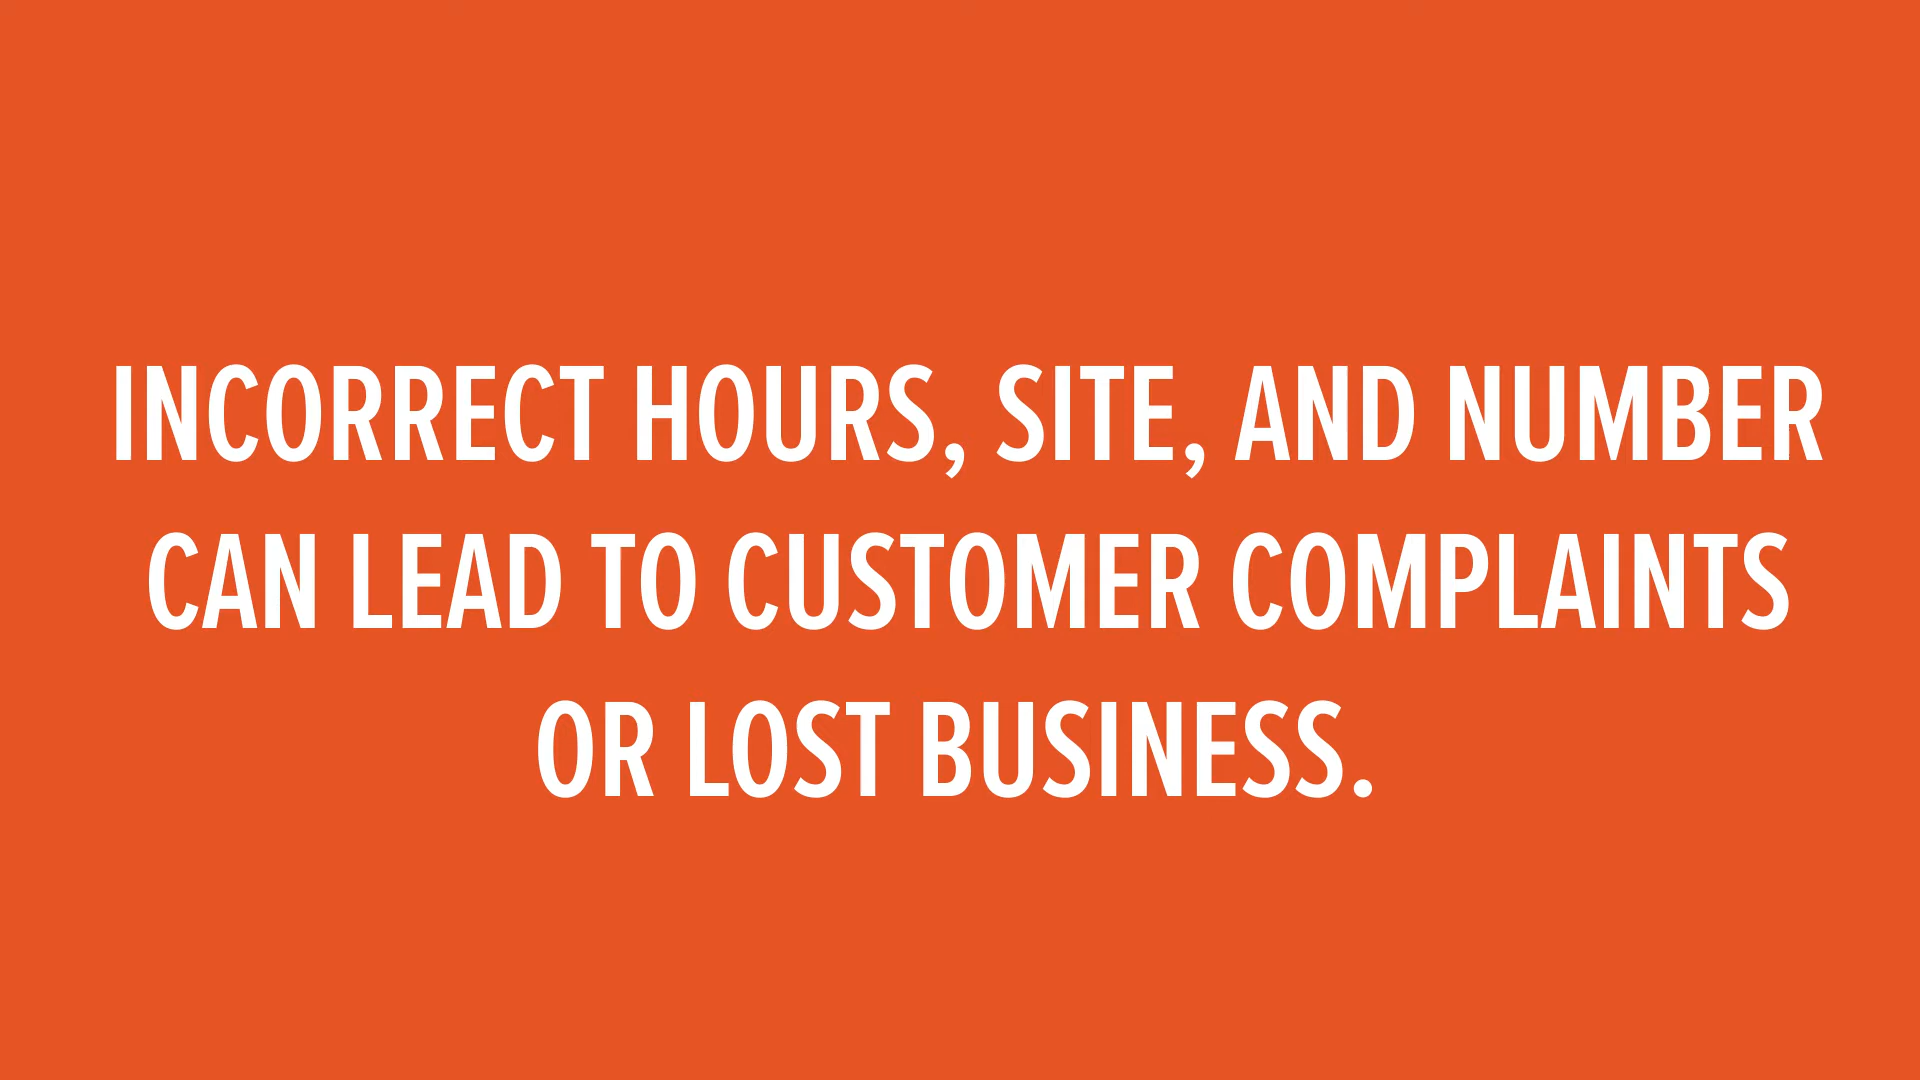 INCORRECT HOURS, SITE, AND NUMBER
CAN LEAD TO CUSTOMER COMPLAINTS
OR LOST BUSINESS.